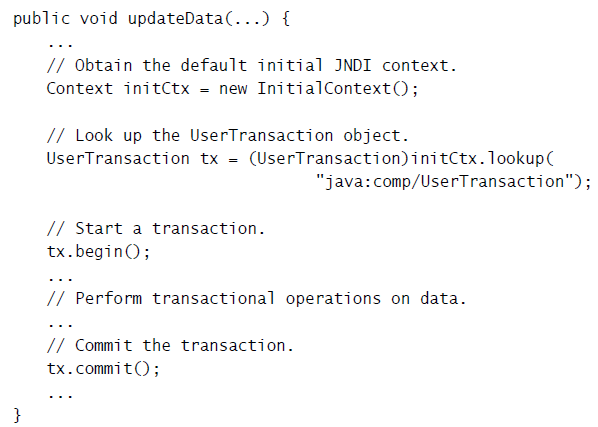 public void updateData(...) {
...
// Obtain the default initial JNDI context.
Context initCtx = new InitialContext();
// Look up the UserTransaction object.
UserTransaction tx = (UserTransaction)initCtx.lookup(
"java:comp/UserTransaction");
// Start a transaction.
tx.begin();
...
// Perform transactional operations on data.
...
// Commit the transaction.
tx.commit();
...
}